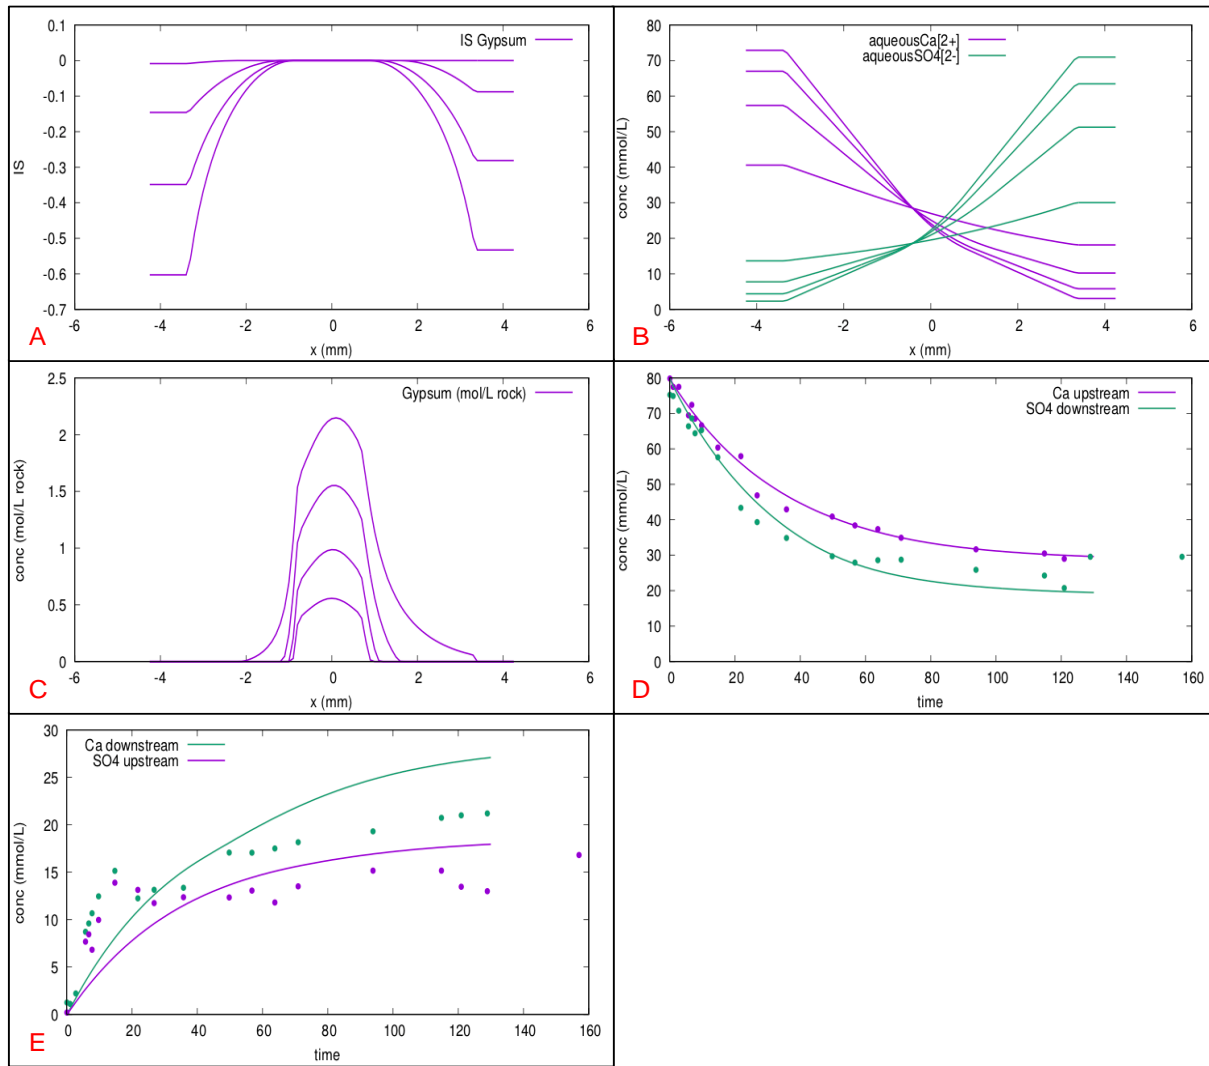 0.1
0
-0.1
-0.2
-0.3
-0.4
-0.5
-0.6
-0.7
IS
IS Gypsum
-6 -4 -2 0 2 4 6
x (mm)
A
80
70
60
50
40
30
20
10
0
conc (mmol/L)
aqueousCa[2+]
aqueousSO4[2-]
-6 -4 -2 0 2 4 6
x (mm)
B
2.5
2
1.5
1
0.5
0
conc (mol/L rock)
Gypsum (mol/L rock)
-6 -4 -2 0 2 4 6
x (mm)
C
80
70
60
50
40
30
20
10
0
conc (mmol/L)
Ca upstream
SO4 downstream
0 20 40 60 80 100 120 140 160
time
D
30
25
20
15
10
5
0
conc (mmol/L)
Ca downstream
SO4 upstream
0 20 40 60 80 100 120 140 160
time
E